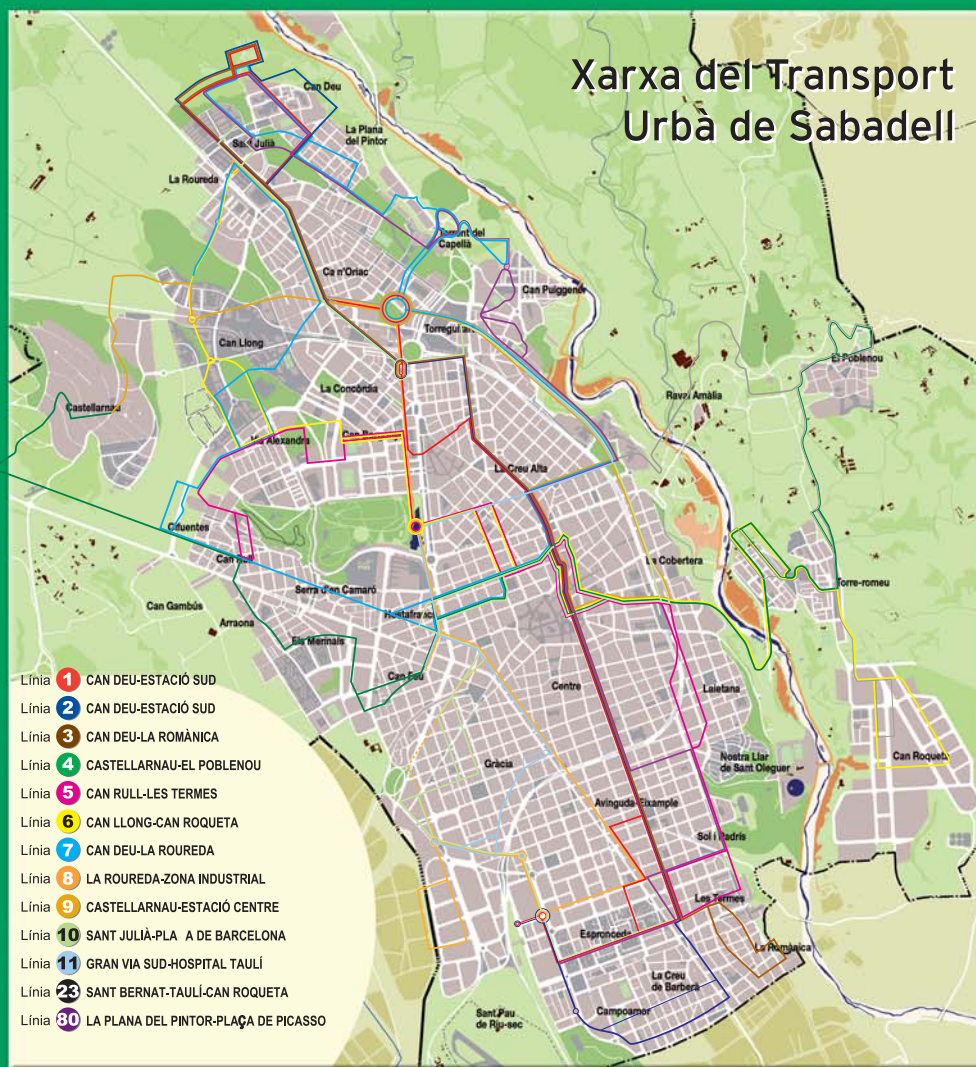 Xarxa del Transport
Urbà de Sabadell
Can Deu
La Plana
del Pintor
Sant Julià
La Roureda
Torrent del
Capellà
Ca n'Oriac
Can Puiggener
Can Llong
El Poblenou
La Concòrdia
Raval Amàlia
Castellarnau
Via Alexandra
La Creu Alta
Cifuentes
Can Rull
La Cobertera
Torre-romeu
Serra d'en Camaró
Can Gambús
Hostafrancs
Arraona
Els Merinals
Can Feu
Centre
Laietana
Gràcia
Nostra Llar
de Sant Oleguer
Can Roqueta
Avinguda-Eixample
Sol i Padrís
Les Termes
Espronceda
La Romànica
La Creu
de Barberà
Campoamor
Sant Pau
de Riu-sec
Línia 1 CAN DEU-ESTACIÓ SUD
Línia 2 CAN DEU-ESTACIÓ SUD
Línia 3 CAN DEU-LA ROMÀNICA
Línia 4 CASTELLARNAU-EL POBLENOU
Línia 5 CAN RULL-LES TERMES
Línia 6 CAN LLONG-CAN ROQUETA
Línia 7 CAN DEU-LA ROUREDA
Línia 8 LA ROUREDA-ZONA INDUSTRIAL
Línia 9 CASTELLARNAU-ESTACIÓ CENTRE
Línia 10 SANT JULIÀ-PLA A DE BARCELONA
Línia 11 GRAN VIA SUD-HOSPITAL TAULÍ
Línia 23 SANT BERNAT-TAULÍ-CAN ROQUETA
Línia 80 LA PLANA DEL PINTOR-PLAÇA DE PICASSO